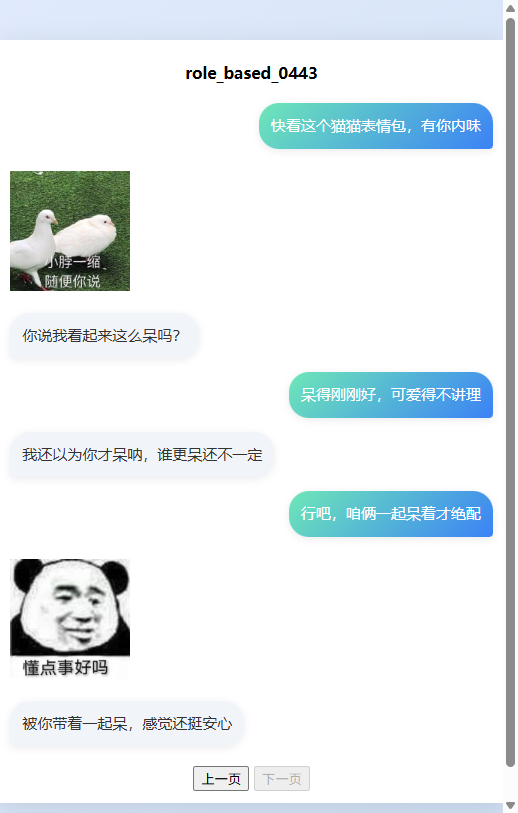 role_based_0443
快看这个猫猫表情包，有你内味
小脖一缩
随便你说
你说我看起来这么呆吗？
呆得刚刚好，可爱得不讲理
我还以为你才呆呐，谁更呆还不一定
行吧，咱俩一起呆着才绝配
懂点事好吗
被你带着一起呆，感觉还挺安心
上一页 下一页